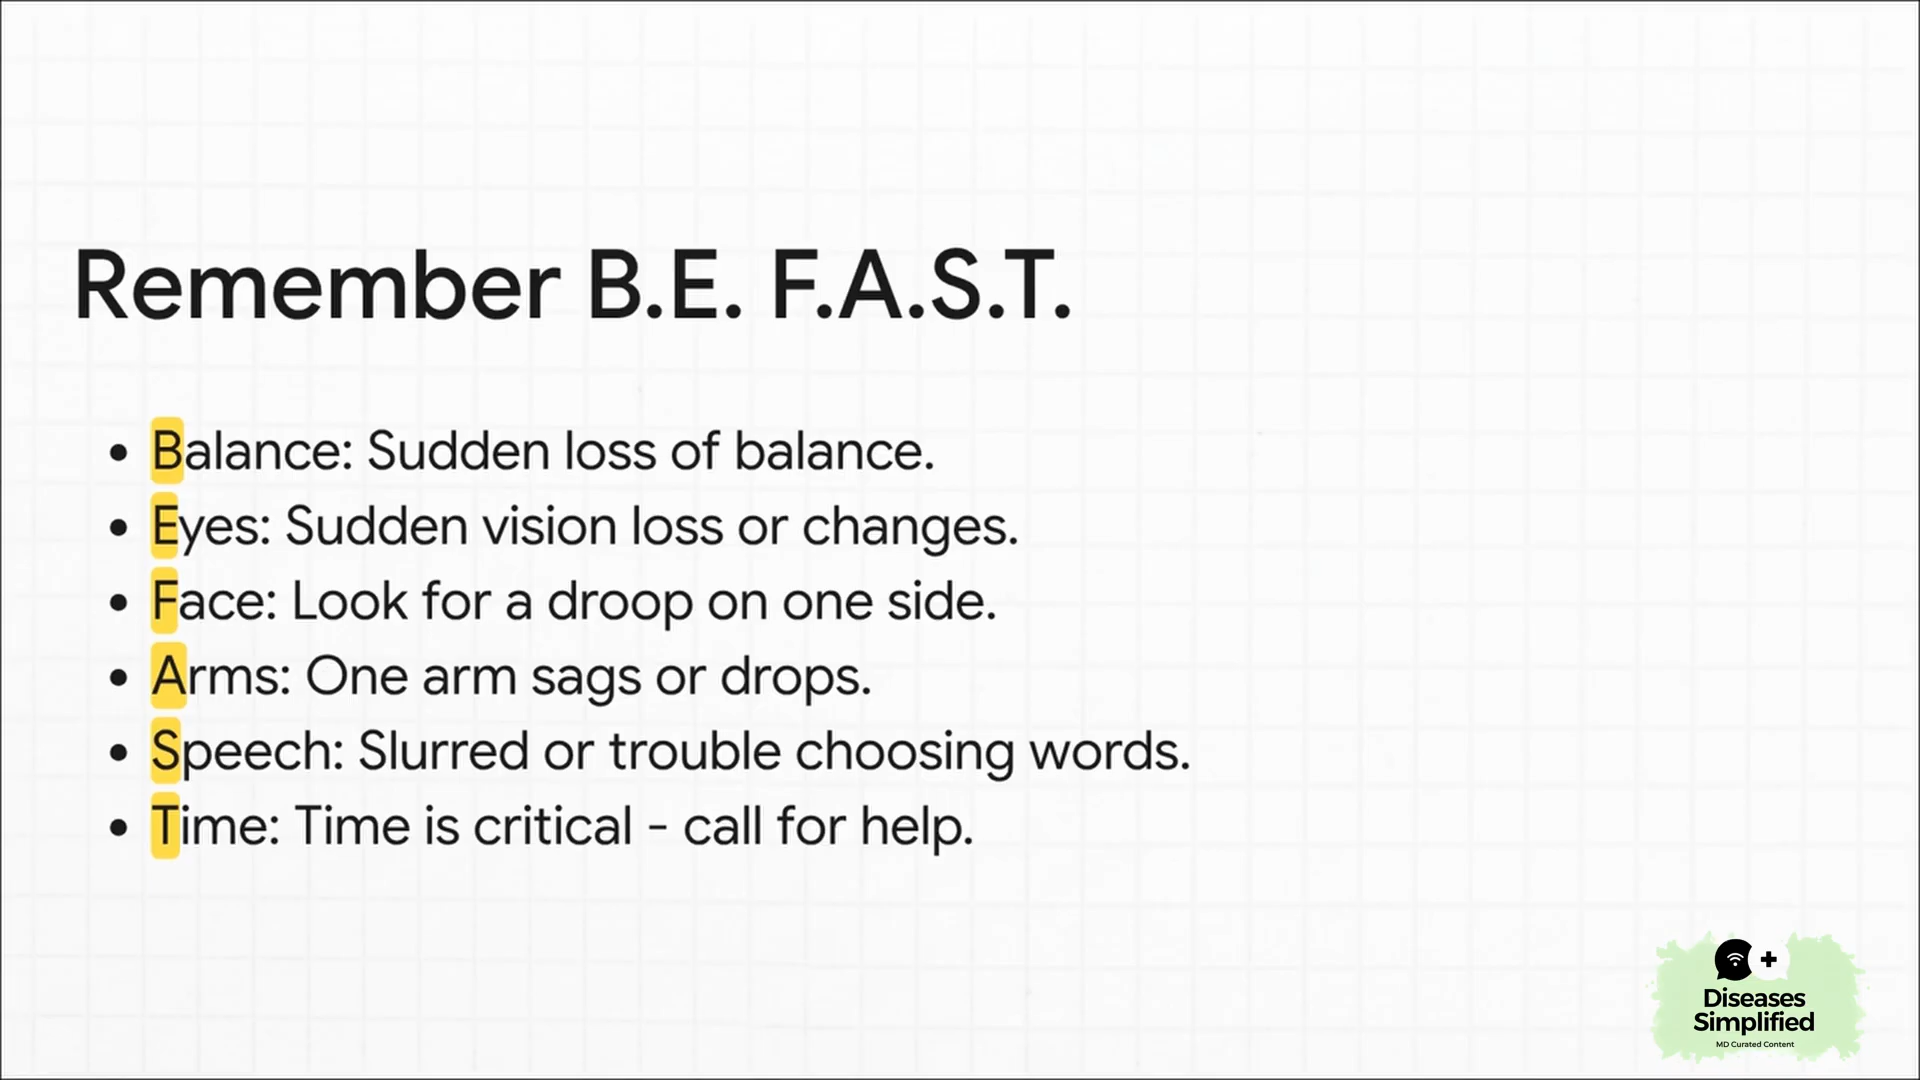 Remember B.E. F.A.S.T.
• Balance: Sudden loss of balance.
• Eyes: Sudden vision loss or changes.
• Face: Look for a droop on one side.
• Arms: One arm sags or drops.
• Speech: Slurred or trouble choosing words.
• Time: Time is critical - call for help.
Diseases
Simplified
MD Curated Content